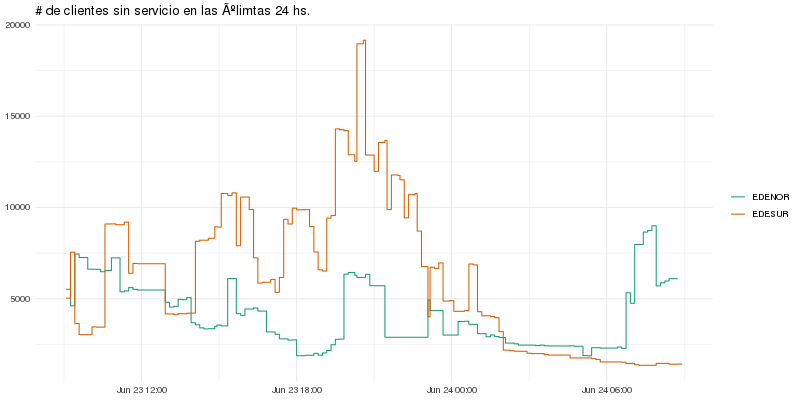 # de clientes sin servicio en las Ãºlimtas 24 hs.
20000
15000
10000
5000
Jun 23 12:00
Jun 23 18:00
Jun 24 00:00
Jun 24 06:00
EDENOR
EDESUR